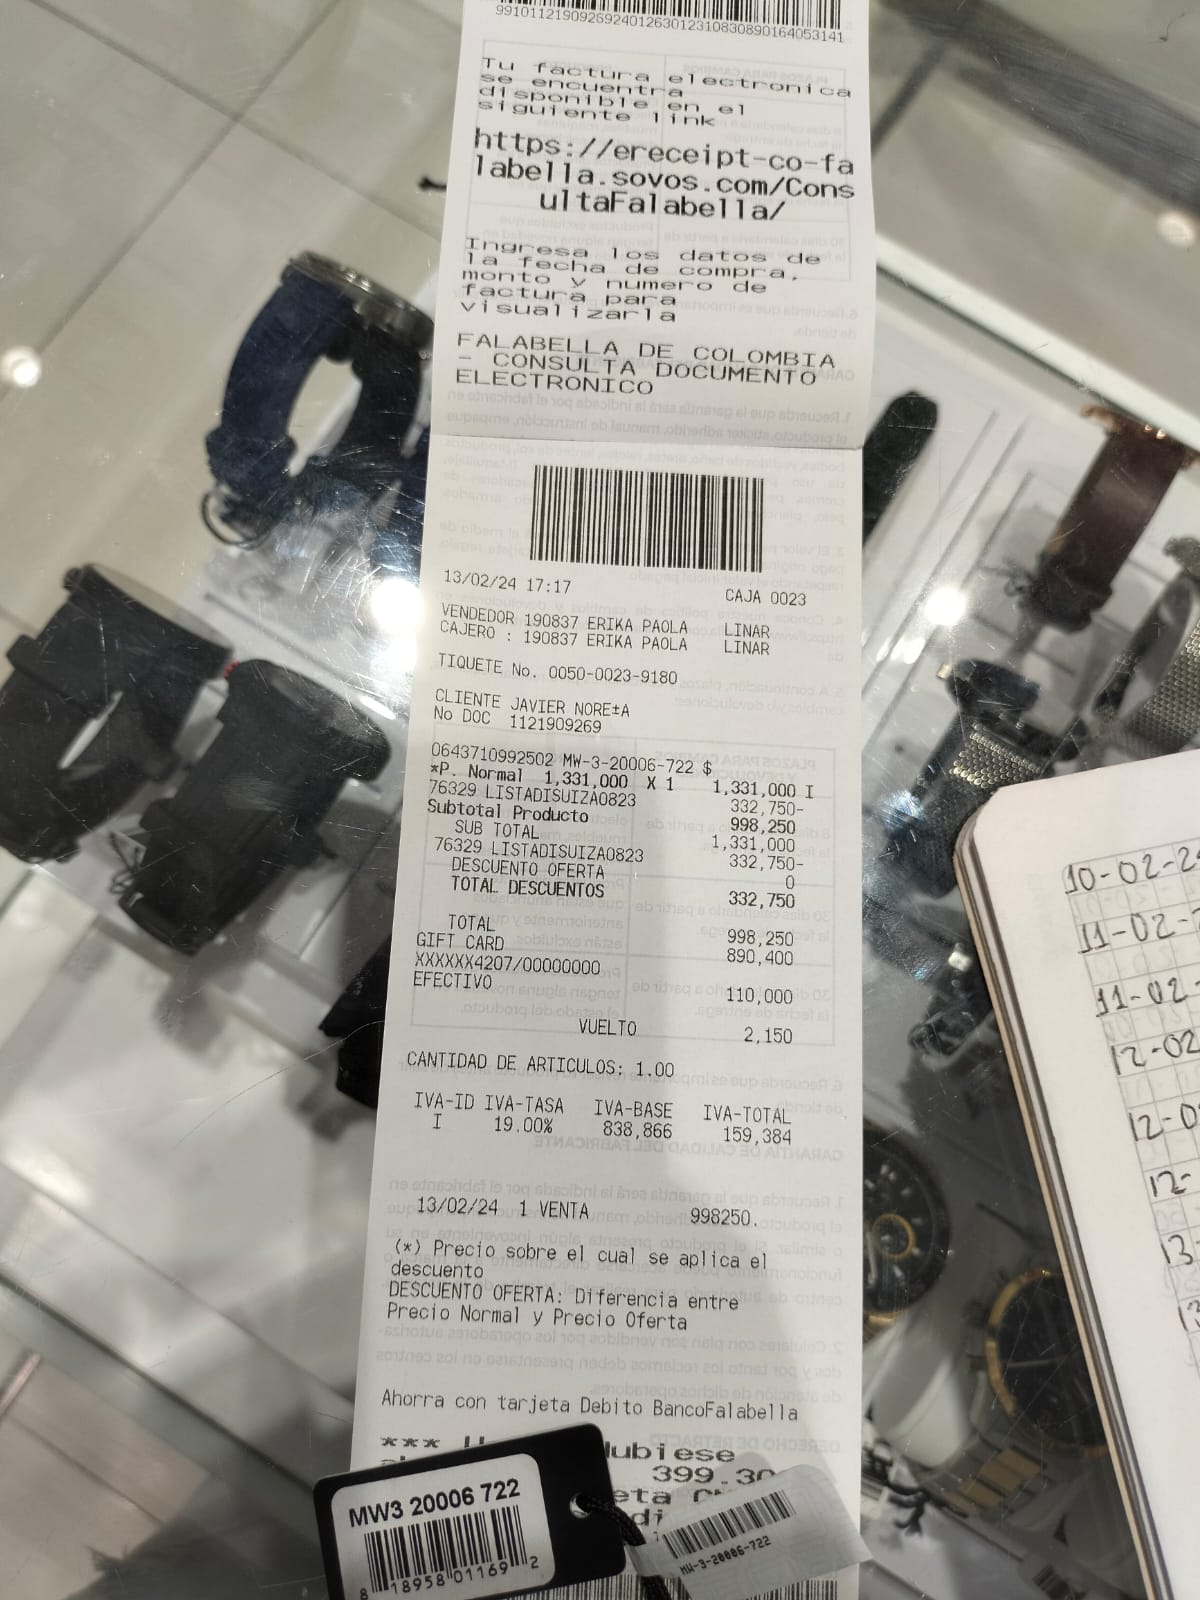 99101121909269240126301231083089016405314​1
Tu factura electronica
se encuentra
disponible en el
siguiente link
https://ereceipt-co-fa
labella.sovos.com/Cons
ultaFalabella/
Ingresa los datos de
la fecha de compra,
monto y numero de
factura para
visualizarla
FALABELLA DE COLOMBIA
- CONSULTA DOCUMENTO
ELECTRONICO
13/02/24 17:17 CAJA 0023
VENDEDOR 190837 ERIKA PAOLA LINAR
CAJERO : 190837 ERIKA PAOLA LINAR
TIQUETE No. 0050-0023-9180
CLIENTE JAVIER NORE±A
No DOC 1121909269
0643710992502 MW-3-20006-722 $
*P. Normal 1,331,000 X 1 1,331,000 I
76329 LISTADISUIZA0823 332,750-
Subtotal Producto 998,250
SUB TOTAL 1,331,000
76329 LISTADISUIZA0823 332,750-
DESCUENTO OFERTA 0
TOTAL DESCUENTOS 332,750
TOTAL 998,250
GIFT CARD 890,400
XXXXXX4207/00000000
EFECTIVO 110,000
VUELTO 2,150
CANTIDAD DE ARTICULOS: 1.00
IVA-ID IVA-TASA IVA-BASE IVA-TOTAL
I 19.00% 838,866 159,384
13/02/24 1 VENTA 998250.
(*) Precio sobre el cual se aplica el
descuento
DESCUENTO OFERTA: Diferencia entre
Precio Normal y Precio Oferta
Ahorra con tarjeta Debito BancoFalabella
***
MW3 20006 722
8 18958 01169 2
MW-3-20006-722
10-02-2
11-02-
11-02-
12-02
12-0
12-
13-